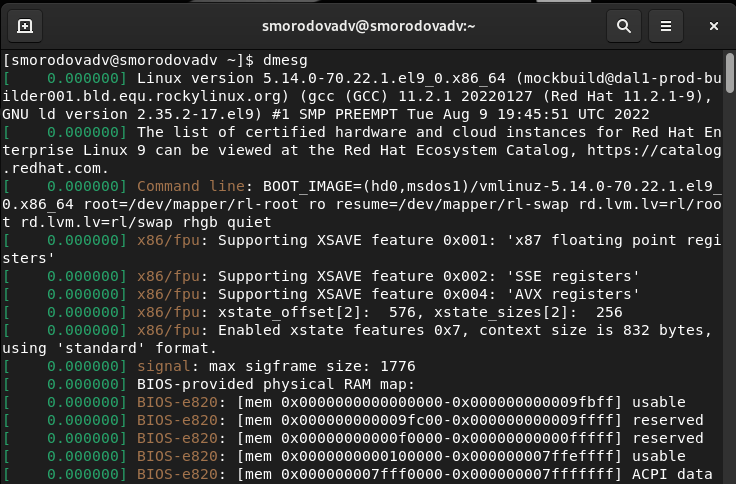 smorodovadv@smorodovadv:~
[smorodovadv@smorodovadv ~]$ dmesg
[    0.000000] Linux version 5.14.0-70.22.1.el9_0.x86_64 (mockbuild@dal1-prod-bu
ilder001.bld.equ.rockylinux.org) (gcc (GCC) 11.2.1 20220127 (Red Hat 11.2.1-9),
GNU ld version 2.35.2-17.el9) #1 SMP PREEMPT Tue Aug 9 19:45:51 UTC 2022
[    0.000000] The list of certified hardware and cloud instances for Red Hat En
terprise Linux 9 can be viewed at the Red Hat Ecosystem Catalog, https://catalog
.redhat.com.
[    0.000000] Command line: BOOT_IMAGE=(hd0,msdos1)/vmlinuz-5.14.0-70.22.1.el9_
0.x86_64 root=/dev/mapper/rl-root ro resume=/dev/mapper/rl-swap rd.lvm.lv=rl/roo
t rd.lvm.lv=rl/swap rhgb quiet
[    0.000000] x86/fpu: Supporting XSAVE feature 0x001: 'x87 floating point regi
sters'
[    0.000000] x86/fpu: Supporting XSAVE feature 0x002: 'SSE registers'
[    0.000000] x86/fpu: Supporting XSAVE feature 0x004: 'AVX registers'
[    0.000000] x86/fpu: xstate_offset[2]:  576, xstate_sizes[2]:  256
[    0.000000] x86/fpu: Enabled xstate features 0x7, context size is 832 bytes,
using 'standard' format.
[    0.000000] signal: max sigframe size: 1776
[    0.000000] BIOS-provided physical RAM map:
[    0.000000] BIOS-e820: [mem 0x0000000000000000-0x000000000009fbff] usable
[    0.000000] BIOS-e820: [mem 0x000000000009fc00-0x000000000009ffff] reserved
[    0.000000] BIOS-e820: [mem 0x00000000000f0000-0x00000000000fffff] reserved
[    0.000000] BIOS-e820: [mem 0x0000000000100000-0x000000007ffeffff] usable
[    0.000000] BIOS-e820: [mem 0x000000007fff0000-0x000000007fffffff] ACPI data